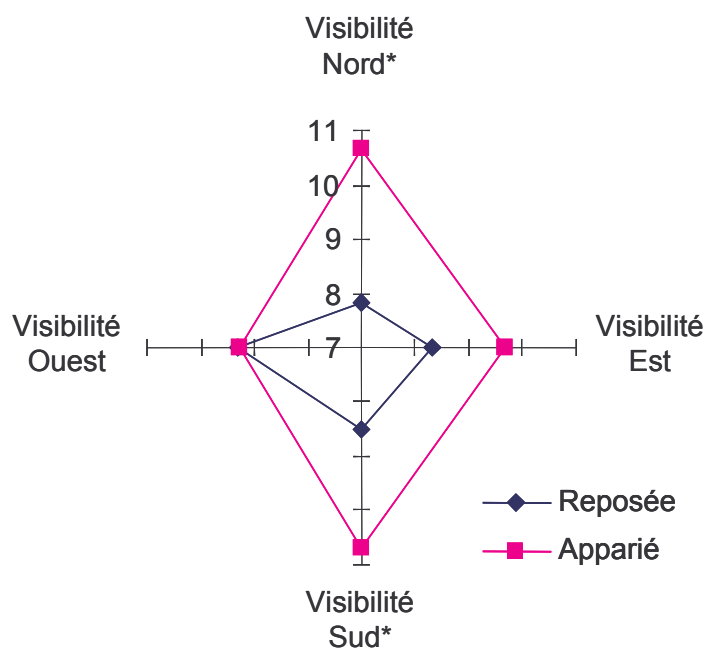 Visibilité
Nord*
11
10
9
8
7
Visibilité
Ouest
Visibilité
Est
Reposée
Apparié
Visibilité
Sud*